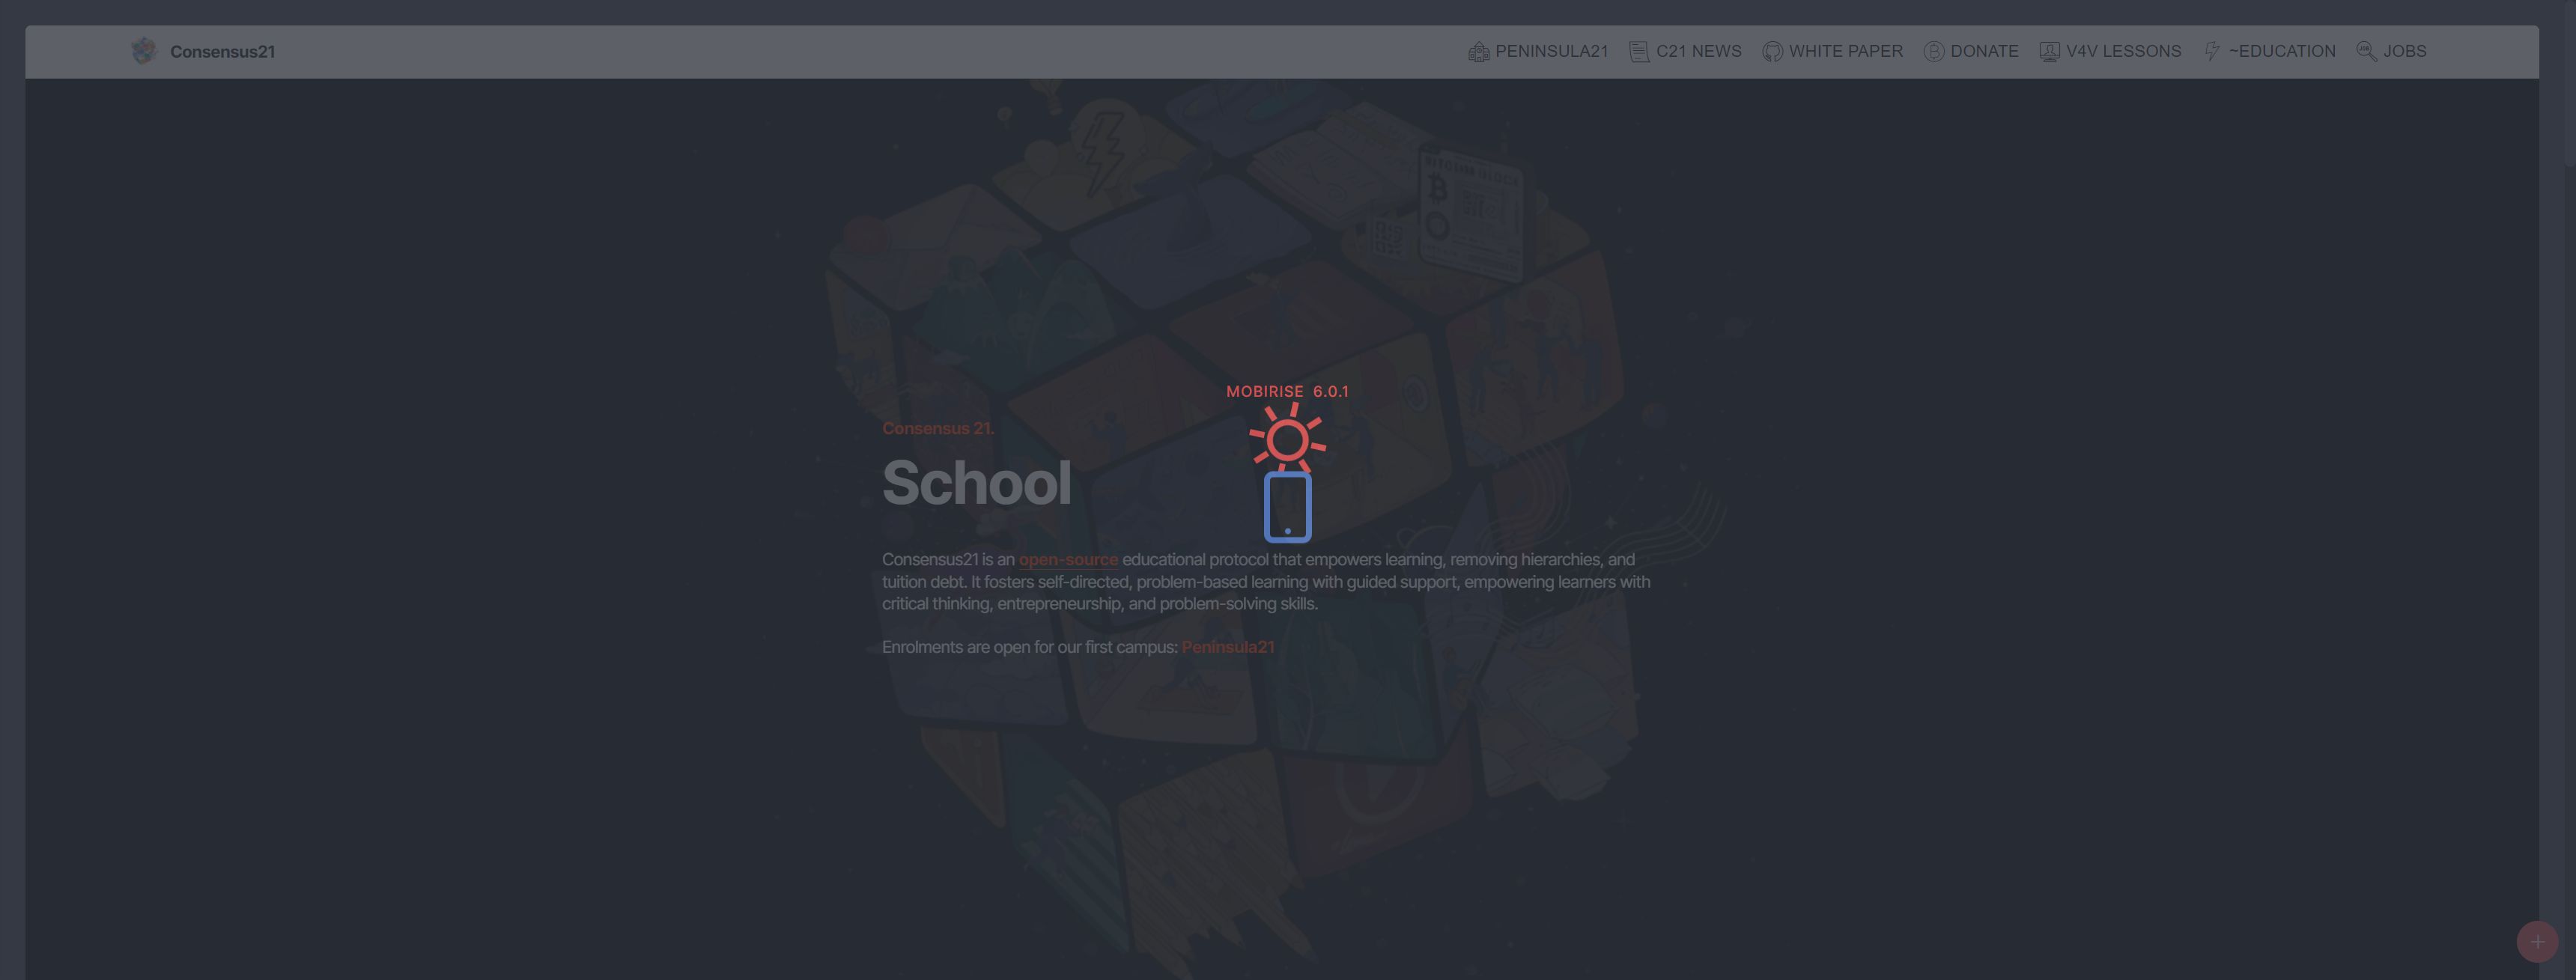 Consensus21
PENINSULA21
C21 NEWS
WHITE PAPER
DONATE
V4V LESSONS
~EDUCATION
JOBS
MOBIRISE 6.0.1
Consensus 21.
School
Consensus21 is an open-source educational protocol that empowers learning, removing hierarchies, and
tuition debt. It fosters self-directed, problem-based learning with guided support, empowering learners with
critical thinking, entrepreneurship, and problem-solving skills.
Enrolments are open for our first campus: Peninsula21